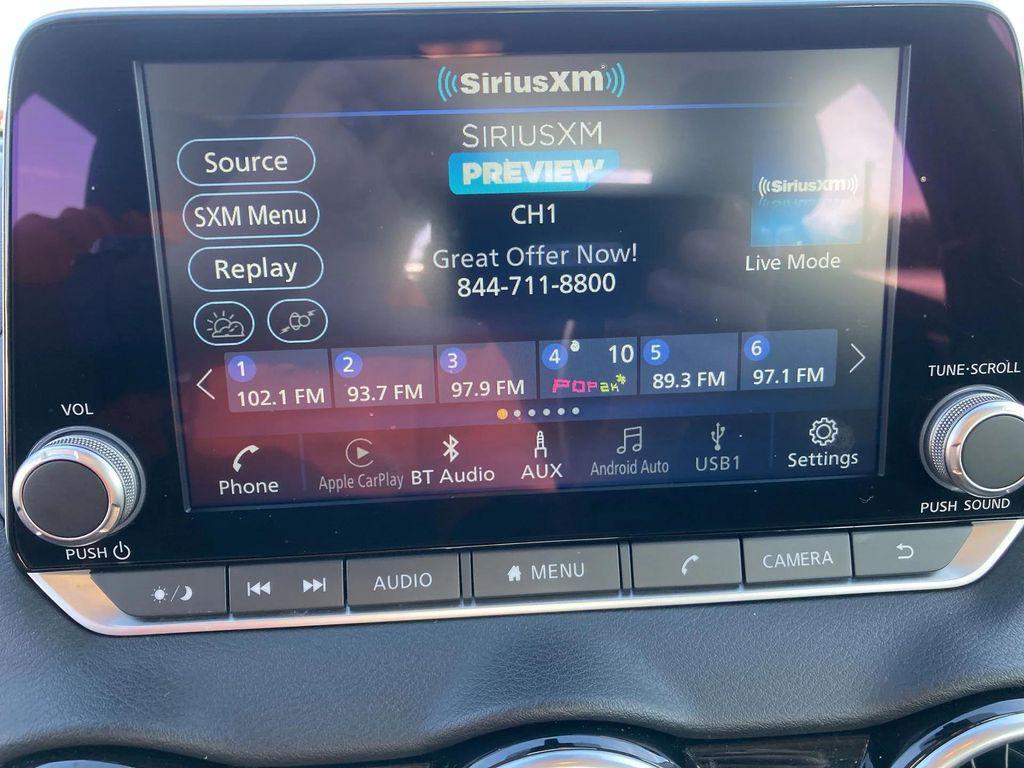 SiriusXM
SIRIUSXM
PREVIEW
CH1
Great Offer Now!
844-711-8800
Source
SXM Menu
Replay
SiriusXM
Live Mode
1 102.1 FM
2 93.7 FM
3 97.9 FM
4 10 POP2K
5 89.3 FM
6 97.1 FM
Phone
Apple CarPlay
BT Audio
AUX
Android Auto
USB1
Settings
VOL
PUSH
TUNE·SCROLL
PUSH SOUND
AUDIO
MENU
CAMERA